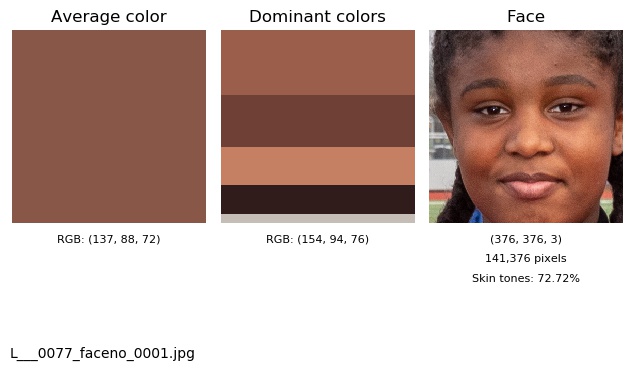 Average color
Dominant colors
Face
RGB: (137, 88, 72)
RGB: (154, 94, 76)
(376, 376, 3)
141,376 pixels
Skin tones: 72.72%
L___0077_faceno_0001.jpg